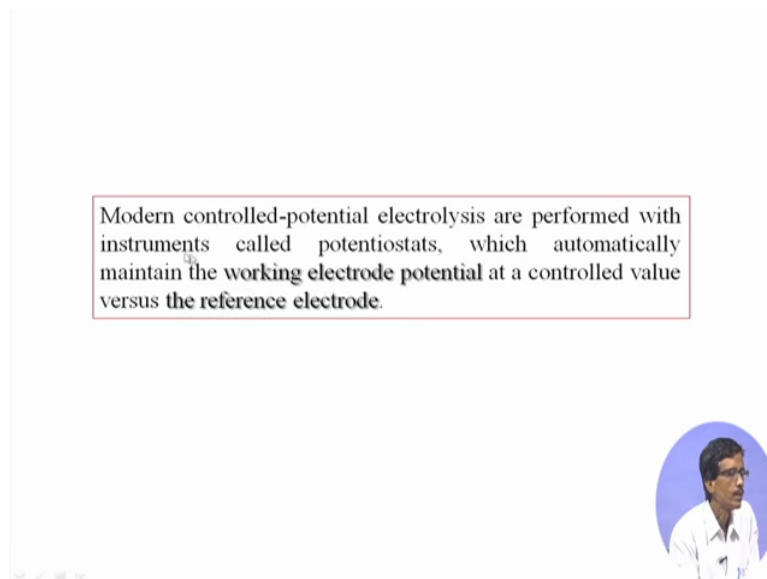 Modern controlled-potential electrolysis are performed with
instruments called potentiostats, which automatically
maintain the working electrode potential at a controlled value
versus the reference electrode.